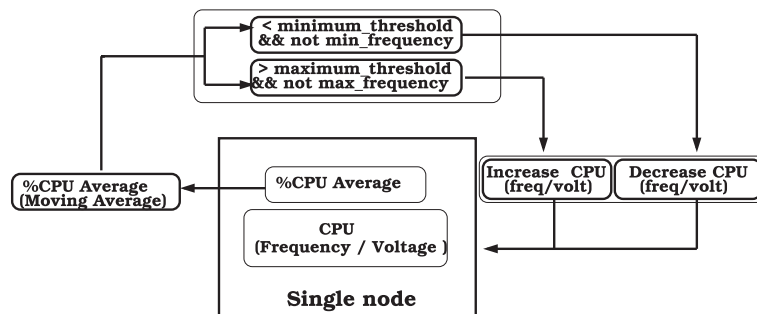 < minimum_threshold
&& not min_frequency
> maximum_threshold
&& not max_frequency
%CPU Average
(Moving Average)
%CPU Average
CPU
(Frequency / Voltage )
Single node
Increase CPU
(freq/volt)
Decrease CPU
(freq/volt)